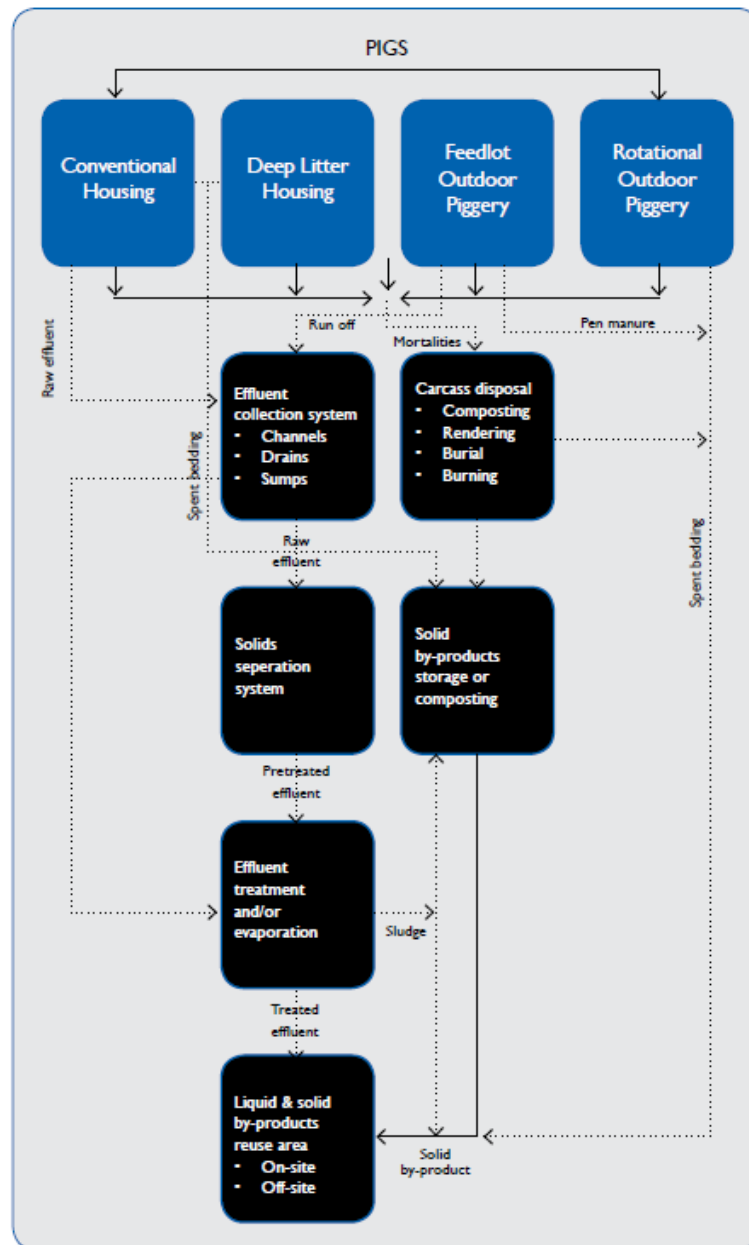 PIGS
Conventional
Housing
Deep Litter
Housing
Feedlot
Outdoor
Piggery
Rotational
Outdoor
Piggery
Run off
Mortalities
Pen manure
Raw effluent
Effluent
collection system
• Channels
• Drains
• Sumps
Carcass disposal
• Composting
• Rendering
• Burial
• Burning
Spent bedding
Spent bedding
Raw
effluent
Solids
seperation
system
Solid
by-products
storage or
composting
Pretreated
effluent
Effluent
treatment
and/or
evaporation
Sludge
Treated
effluent
Liquid & solid
by-products
reuse area
• On-site
• Off-site
Solid
by-product